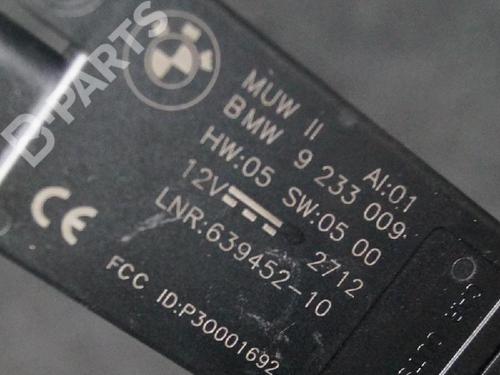 D-PARTS
MUW II AI:01
BMW 9 233 009
HW:05 SW:05 00
12V 2712
LNR:639452-10
CE
FCC ID:P30001692